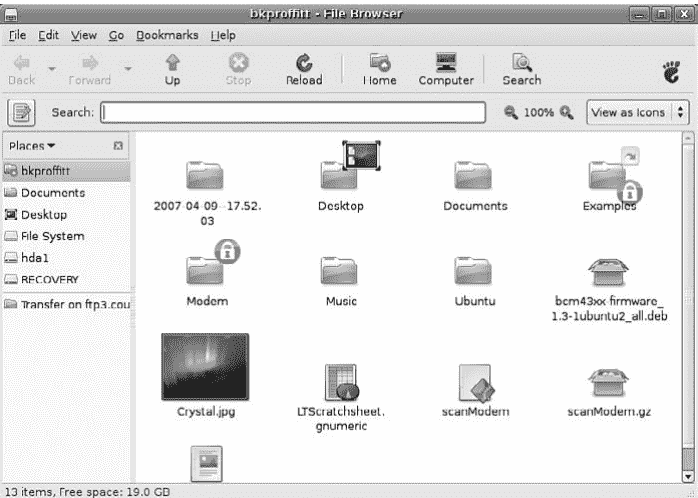 bkproffitt - File Browser
File Edit View Go Bookmarks Help
Back Forward Up Stop Reload Home Computer Search
Search: 100% View as Icons
Places
bkproffitt
Documents
Desktop
File System
hda1
RECOVERY
Transfer on ftp3.cou
2007-04-09--17.52.
03
Desktop
Documents
Examples
Modem
Music
Ubuntu
bcm43xx-firmware_
1.3-1ubuntu2_all.deb
Crystal.jpg
LTScratchsheet.
gnumeric
scanModem
scanModem.gz
13 items, Free space: 19.0 GB